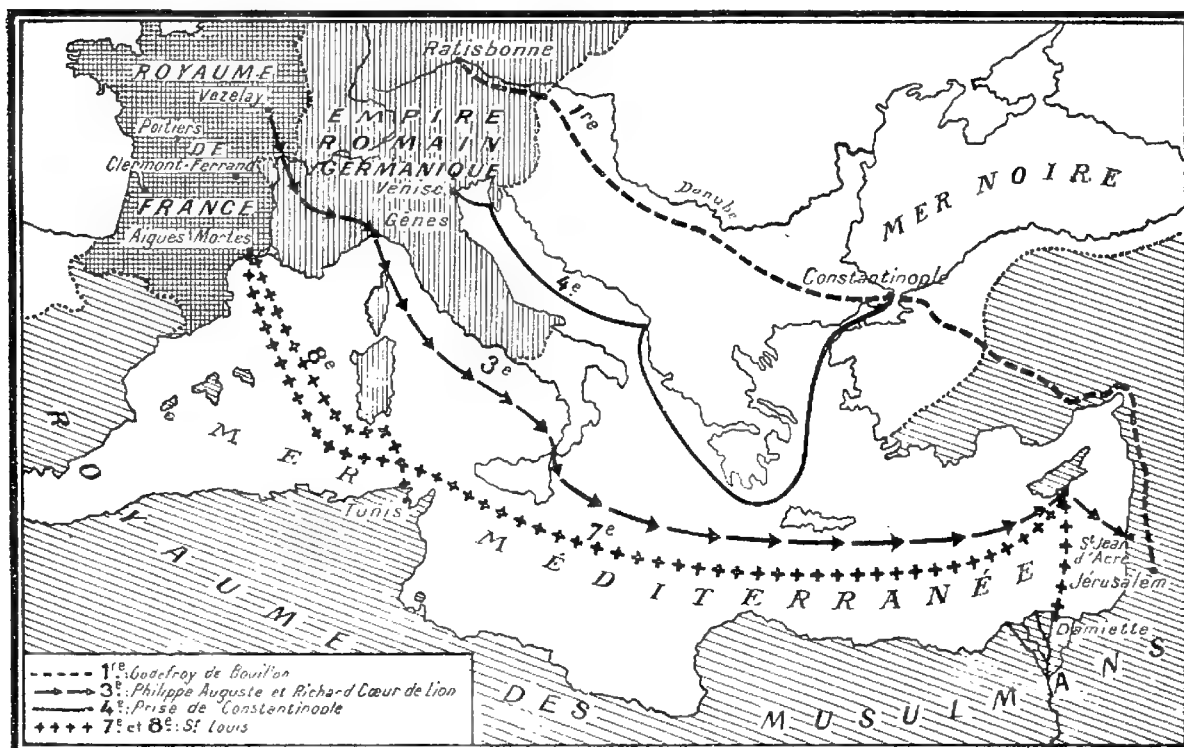 Ratisbonne
ROYAUME
Vézelay
EMPIRE
Poitiers
ROMAIN
DE
Clermont-Ferrand
GERMANIQUE
Venise
FRANCE
Gênes
Aigues Mortes
1re
Danube
MER NOIRE
Constantinople
4e
8e
3e
MER
Tunis
7e
MÉDITERRANÉE
St Jean
d'Acre
Jérusalem
Damiette
ROYAUME
DES
MUSULMANS
1re: Godefroy de Bouillon
3e: Philippe Auguste et Richard Cœur de Lion
4e: Prise de Constantinople
7e et 8e: St Louis